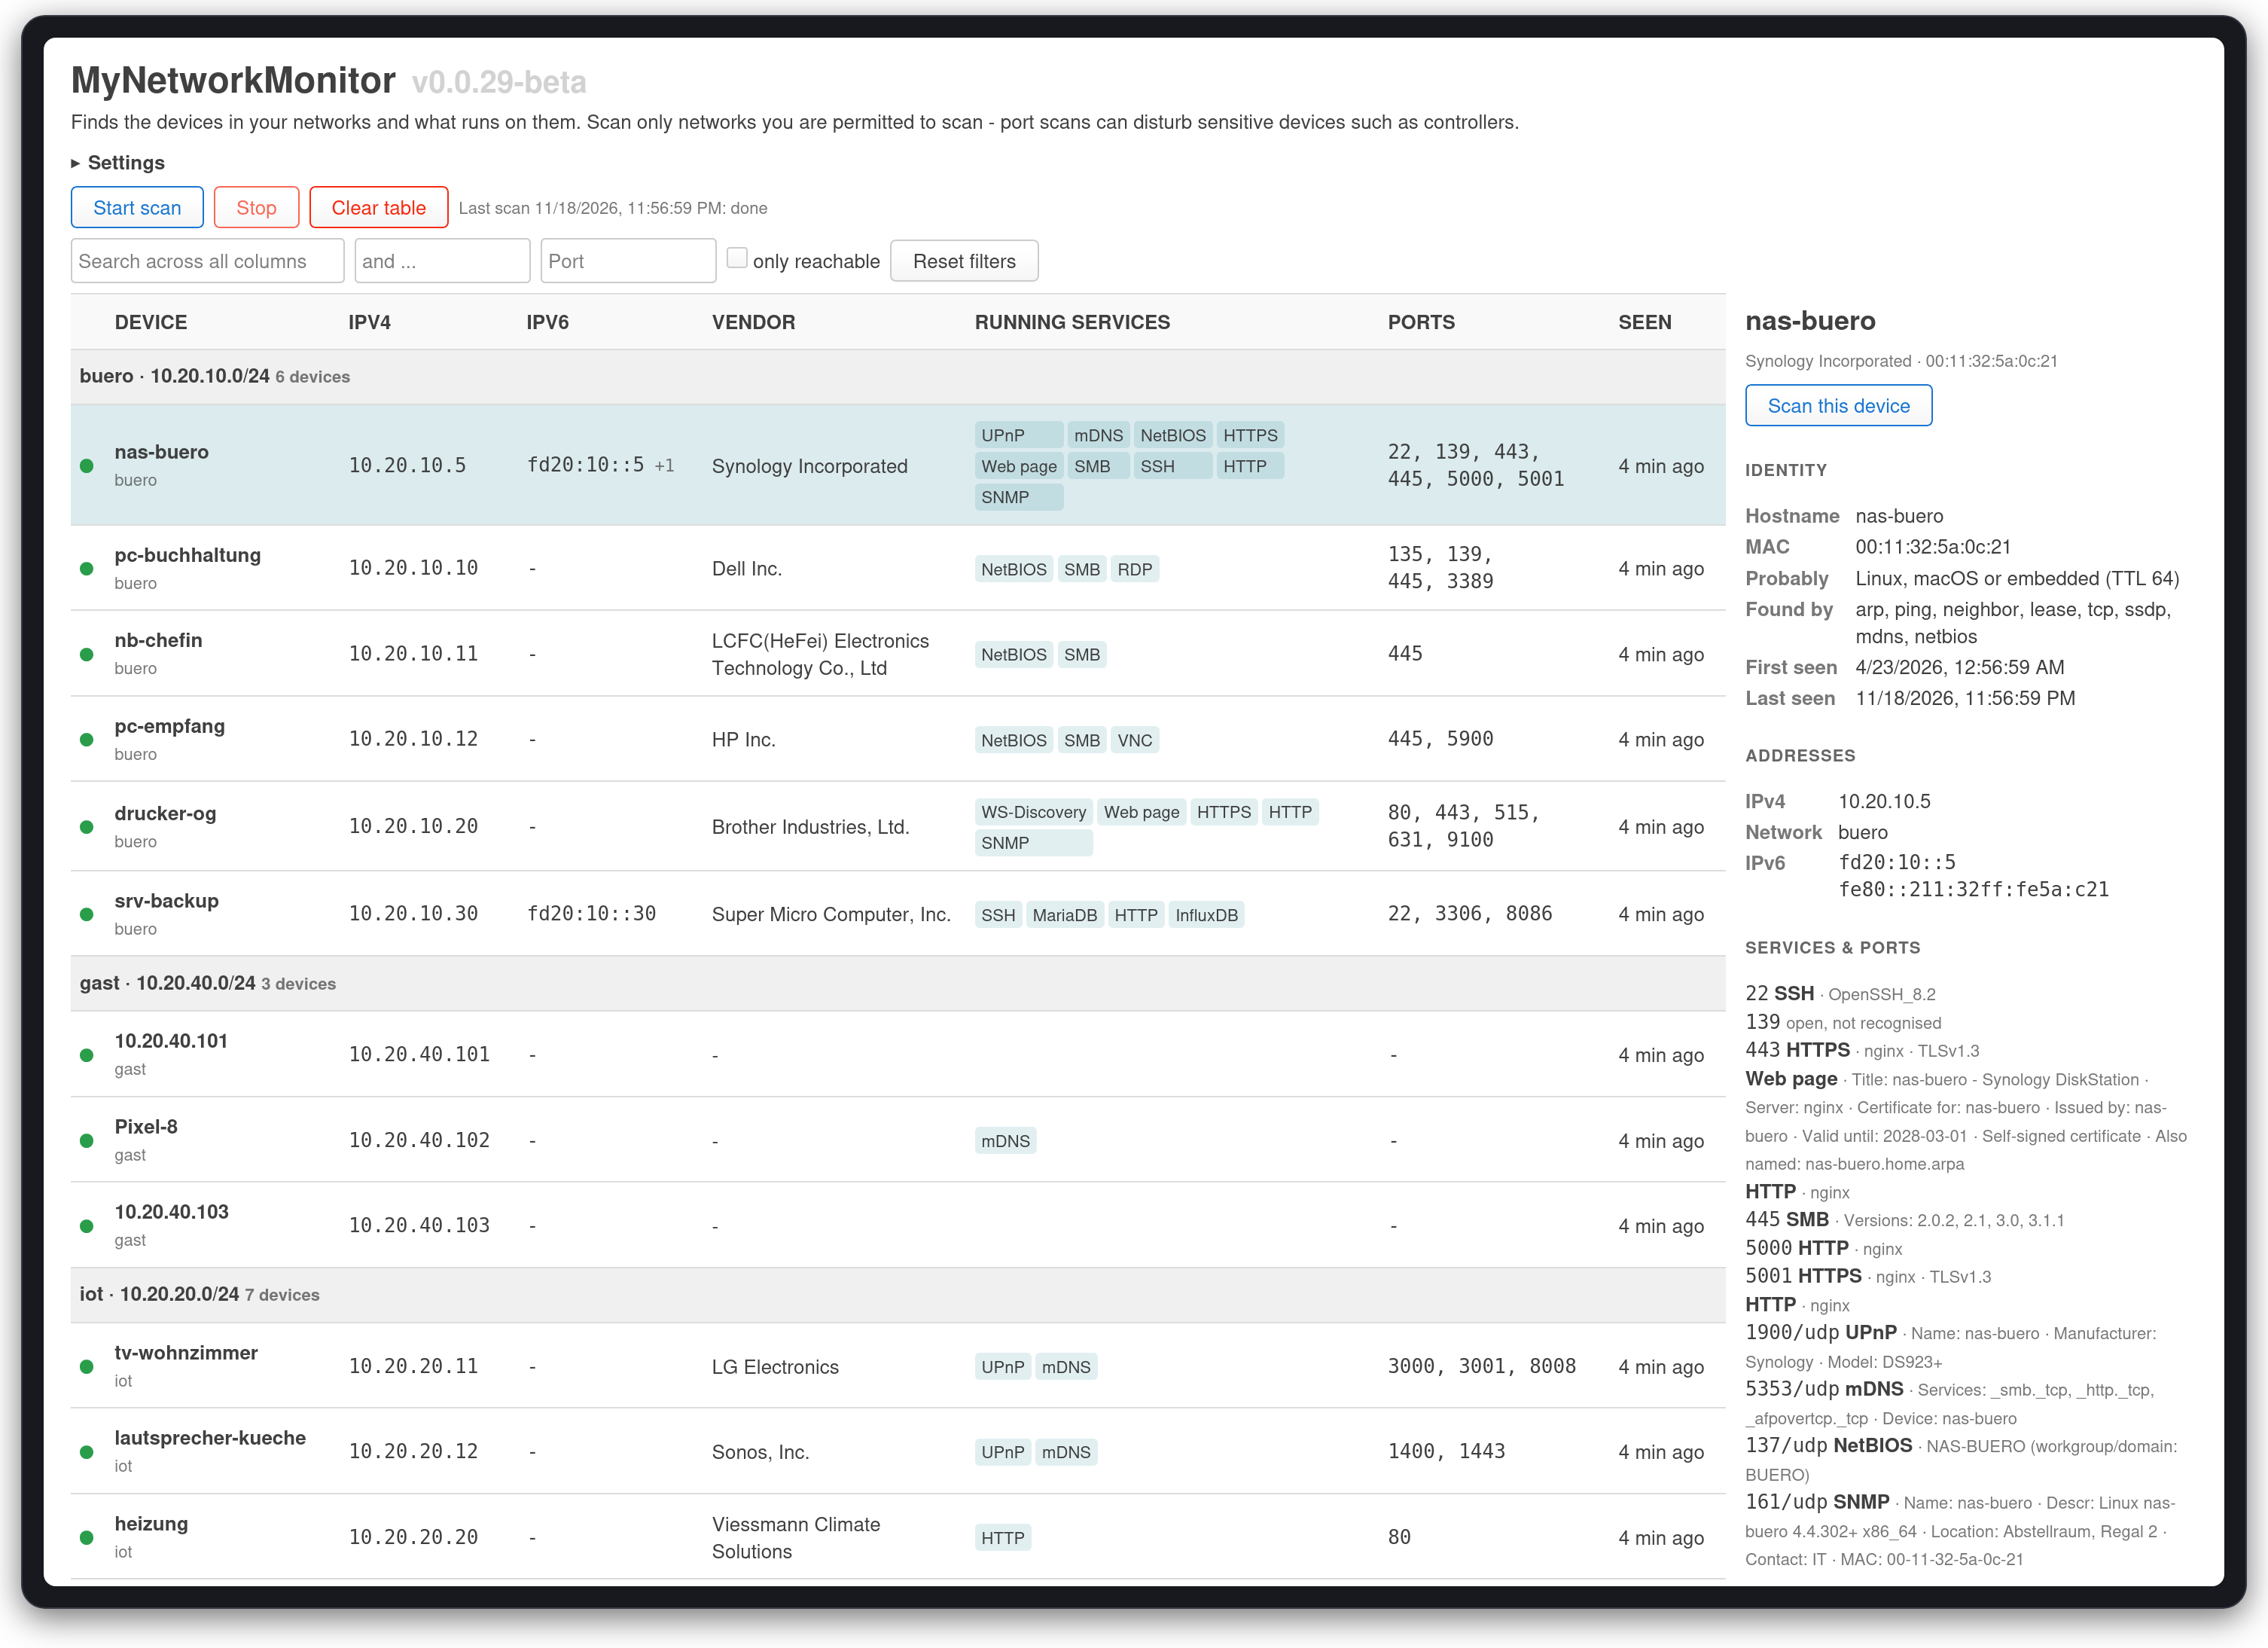 MyNetworkMonitor v0.0.29-beta
Finds the devices in your networks and what runs on them. Scan only networks you are permitted to scan - port scans can disturb sensitive devices such as controllers.
▸ Settings
Start scan Stop Clear table Last scan 11/18/2026, 11:56:59 PM: done
Search across all columns and ... Port only reachable Reset filters
DEVICE IPV4 IPV6 VENDOR RUNNING SERVICES PORTS SEEN
buero · 10.20.10.0/24 6 devices
nas-buero
buero
10.20.10.5 fd20:10::5 +1 Synology Incorporated
UPnP mDNS NetBIOS HTTPS
Web page SMB SSH HTTP
SNMP
22, 139, 443,
445, 5000, 5001
4 min ago
pc-buchhaltung
buero
10.20.10.10 - Dell Inc. NetBIOS SMB RDP
135, 139,
445, 3389
4 min ago
nb-chefin
buero
10.20.10.11 -
LCFC(HeFei) Electronics
Technology Co., Ltd
NetBIOS SMB 445 4 min ago
pc-empfang
buero
10.20.10.12 - HP Inc. NetBIOS SMB VNC 445, 5900 4 min ago
drucker-og
buero
10.20.10.20 - Brother Industries, Ltd.
WS-Discovery Web page HTTPS HTTP
SNMP
80, 443, 515,
631, 9100
4 min ago
srv-backup
buero
10.20.10.30 fd20:10::30 Super Micro Computer, Inc. SSH MariaDB HTTP InfluxDB 22, 3306, 8086 4 min ago
gast · 10.20.40.0/24 3 devices
10.20.40.101
gast
10.20.40.101 - - - 4 min ago
Pixel-8
gast
10.20.40.102 - - mDNS - 4 min ago
10.20.40.103
gast
10.20.40.103 - - - 4 min ago
iot · 10.20.20.0/24 7 devices
tv-wohnzimmer
iot
10.20.20.11 - LG Electronics UPnP mDNS 3000, 3001, 8008 4 min ago
lautsprecher-kueche
iot
10.20.20.12 - Sonos, Inc. UPnP mDNS 1400, 1443 4 min ago
heizung
iot
10.20.20.20 -
Viessmann Climate
Solutions
HTTP 80 4 min ago
nas-buero
Synology Incorporated · 00:11:32:5a:0c:21
Scan this device
IDENTITY
Hostname nas-buero
MAC 00:11:32:5a:0c:21
Probably Linux, macOS or embedded (TTL 64)
Found by arp, ping, neighbor, lease, tcp, ssdp,
mdns, netbios
First seen 4/23/2026, 12:56:59 AM
Last seen 11/18/2026, 11:56:59 PM
ADDRESSES
IPv4 10.20.10.5
Network buero
IPv6 fd20:10::5
fe80::211:32ff:fe5a:c21
SERVICES & PORTS
22 SSH · OpenSSH_8.2
139 open, not recognised
443 HTTPS · nginx · TLSv1.3
Web page · Title: nas-buero - Synology DiskStation ·
Server: nginx · Certificate for: nas-buero · Issued by: nas-
buero · Valid until: 2028-03-01 · Self-signed certificate · Also
named: nas-buero.home.arpa
HTTP · nginx
445 SMB · Versions: 2.0.2, 2.1, 3.0, 3.1.1
5000 HTTP · nginx
5001 HTTPS · nginx · TLSv1.3
HTTP · nginx
1900/udp UPnP · Name: nas-buero · Manufacturer:
Synology · Model: DS923+
5353/udp mDNS · Services: _smb._tcp, _http._tcp,
_afpovertcp._tcp · Device: nas-buero
137/udp NetBIOS · NAS-BUERO (workgroup/domain:
BUERO)
161/udp SNMP · Name: nas-buero · Descr: Linux nas-
buero 4.4.302+ x86_64 · Location: Abstellraum, Regal 2 ·
Contact: IT · MAC: 00-11-32-5a-0c-21